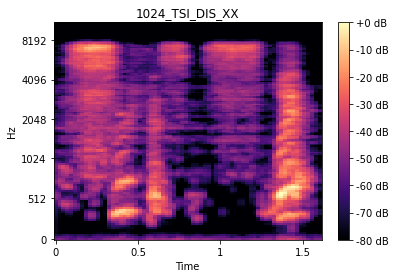 1024_TSI_DIS_XX
+0 dB
8192
-10 dB
4096
-20 dB
-30 dB
2048
Hz
-40 dB
1024
-50 dB
512
-60 dB
-70 dB
0
-80 dB
0 0.5 1 1.5
Time